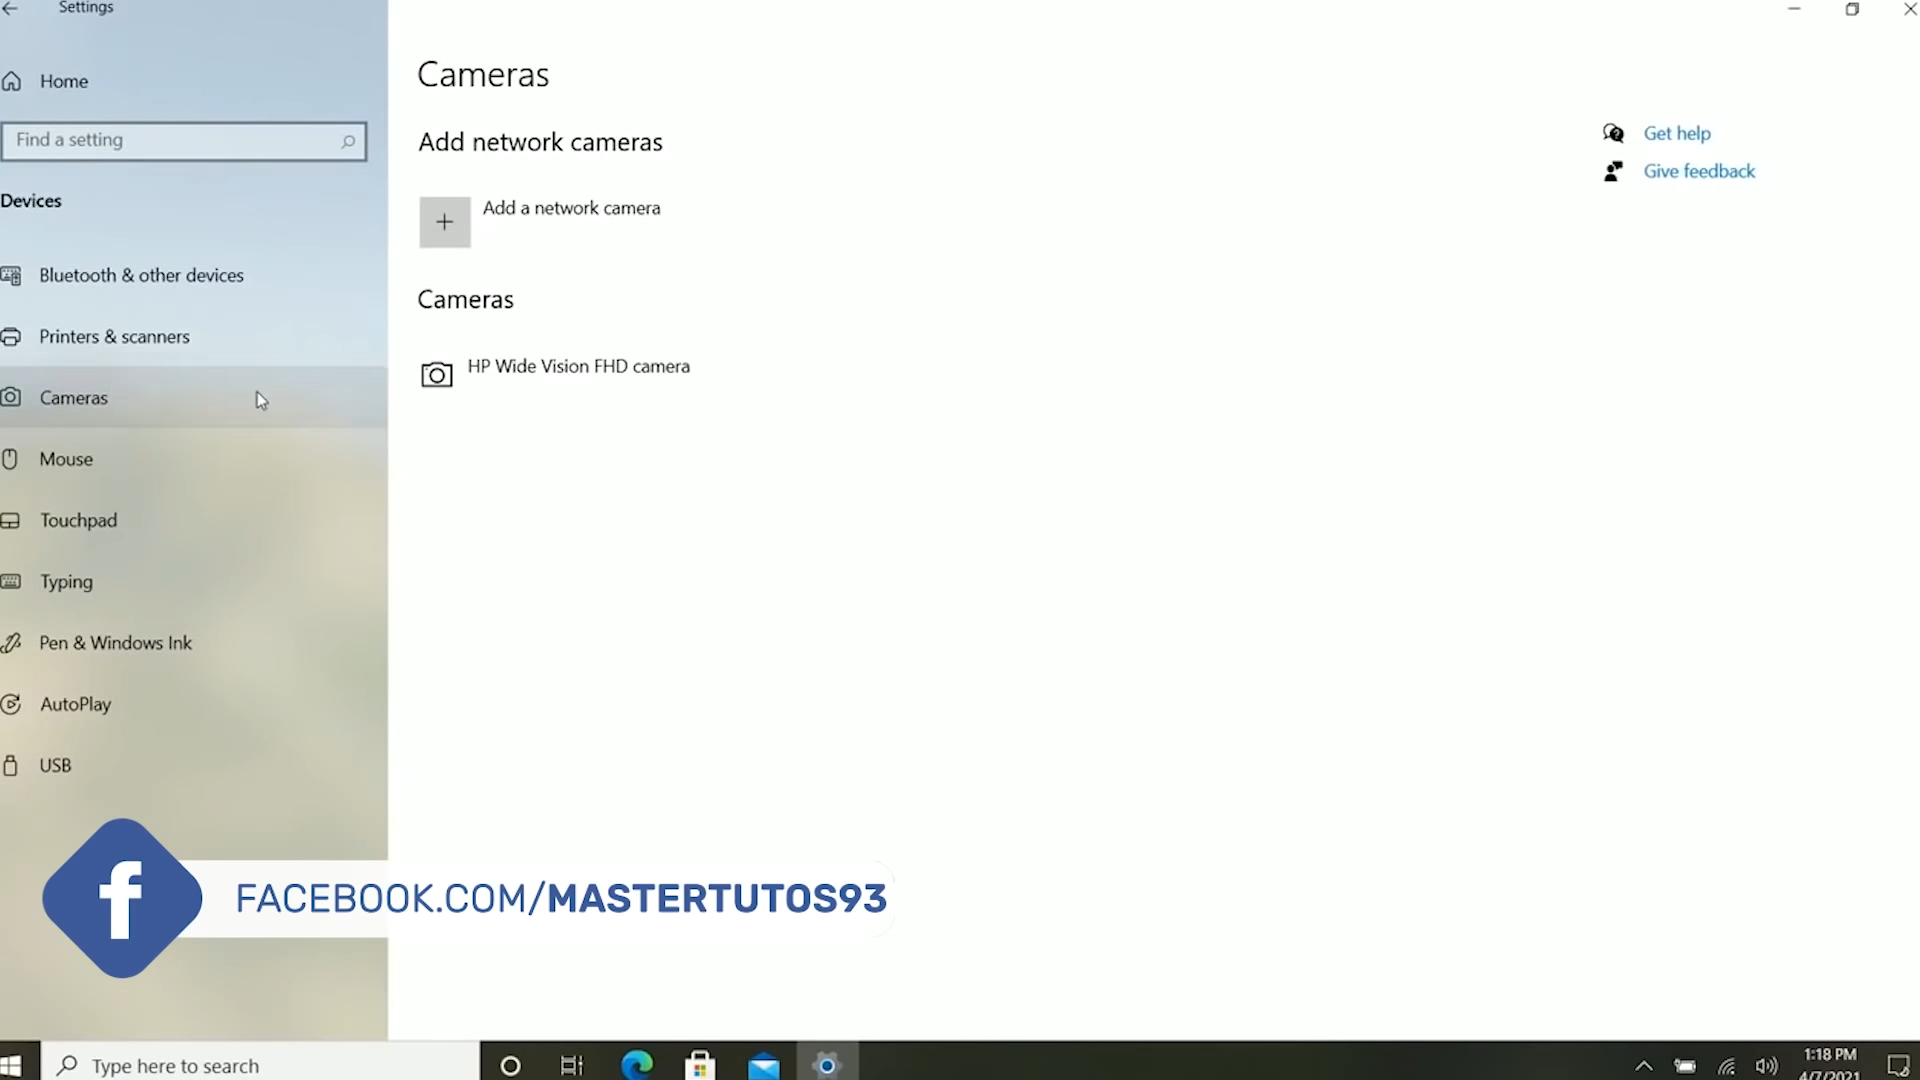 Settings
Home
Find a setting
Devices
Bluetooth & other devices
Printers & scanners
Cameras
Mouse
Touchpad
Typing
Pen & Windows Ink
AutoPlay
USB
Cameras
Add network cameras
Add a network camera
Cameras
HP Wide Vision FHD camera
Get help
Give feedback
FACEBOOK.COM/MASTERTUTOS93
Type here to search
1:18 PM
4/7/2021